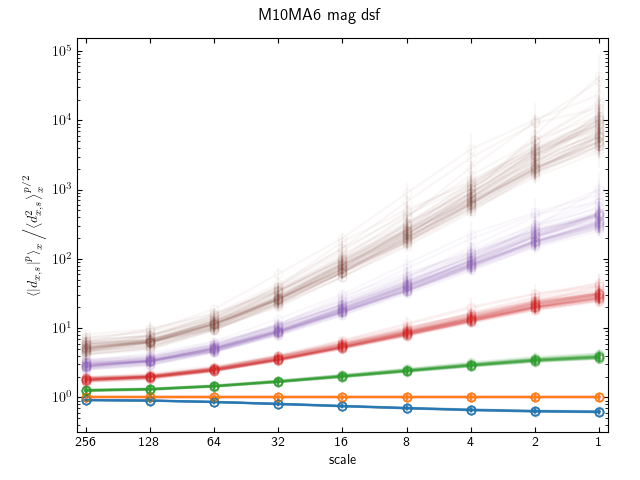 M10MA6 mag dsf
⟨|d_{x,s}|^p⟩_x / ⟨d_{x,s}^2⟩_x^{p/2}
10^5
10^4
10^3
10^2
10^1
10^0
256 128 64 32 16 8 4 2 1
scale